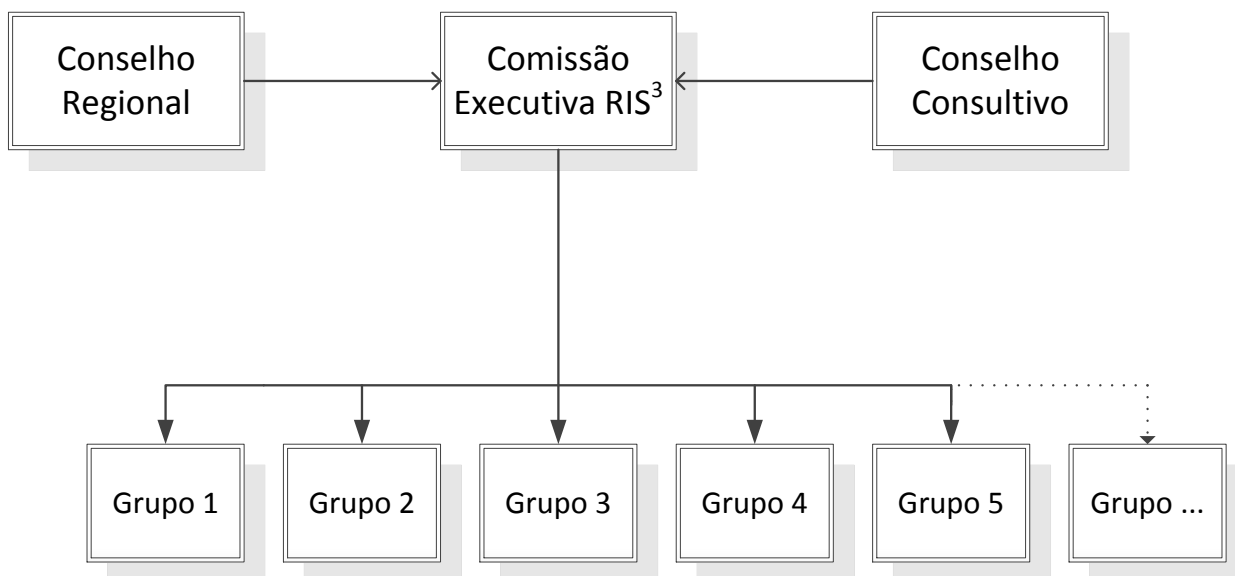 Conselho
Regional
Comissão
Executiva RIS³
Conselho
Consultivo
Grupo 1
Grupo 2
Grupo 3
Grupo 4
Grupo 5
Grupo ...